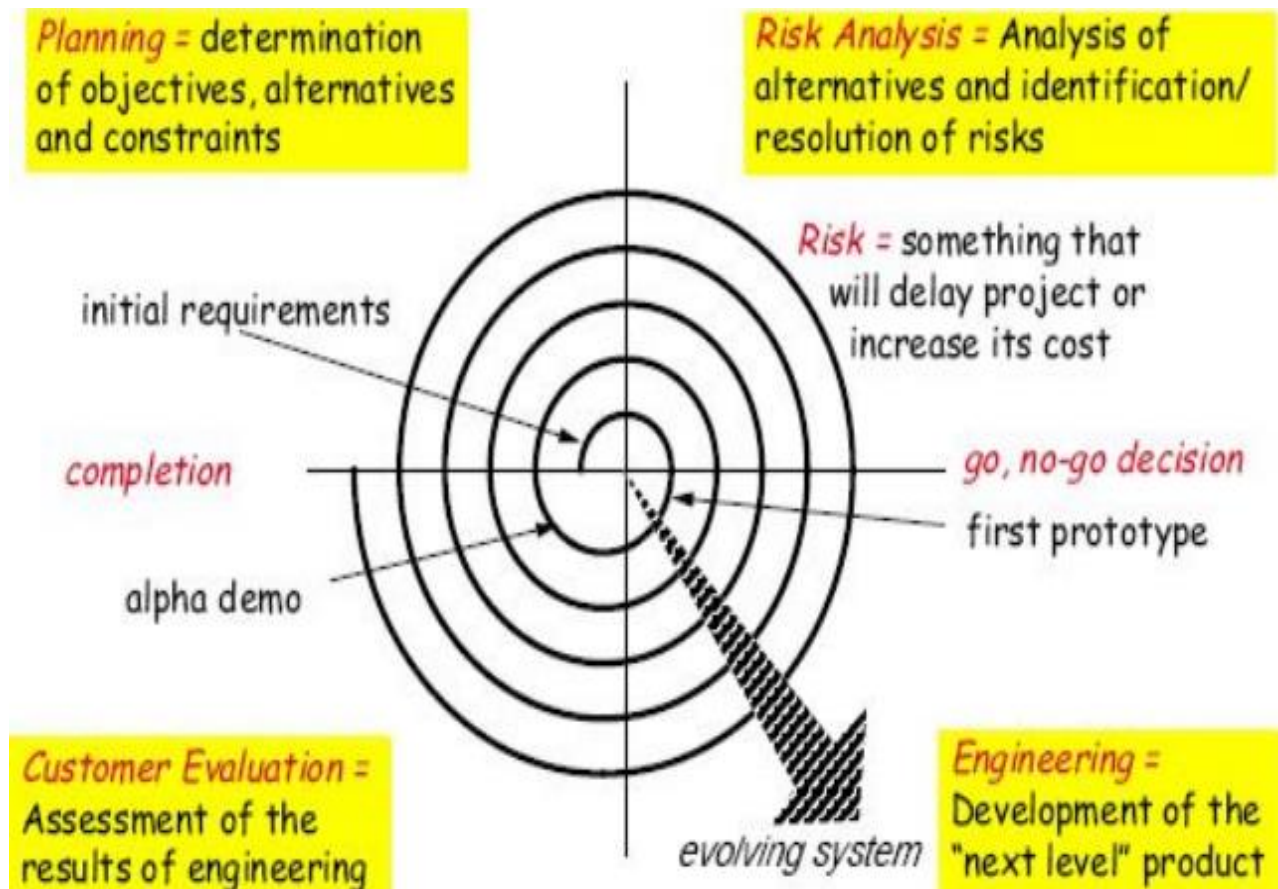 Planning = determination
of objectives, alternatives
and constraints
Risk Analysis = Analysis of
alternatives and identification/
resolution of risks
Risk = something that
will delay project or
increase its cost
initial requirements
completion
go, no-go decision
first prototype
alpha demo
Customer Evaluation =
Assessment of the
results of engineering
evolving system
Engineering =
Development of the
"next level" product